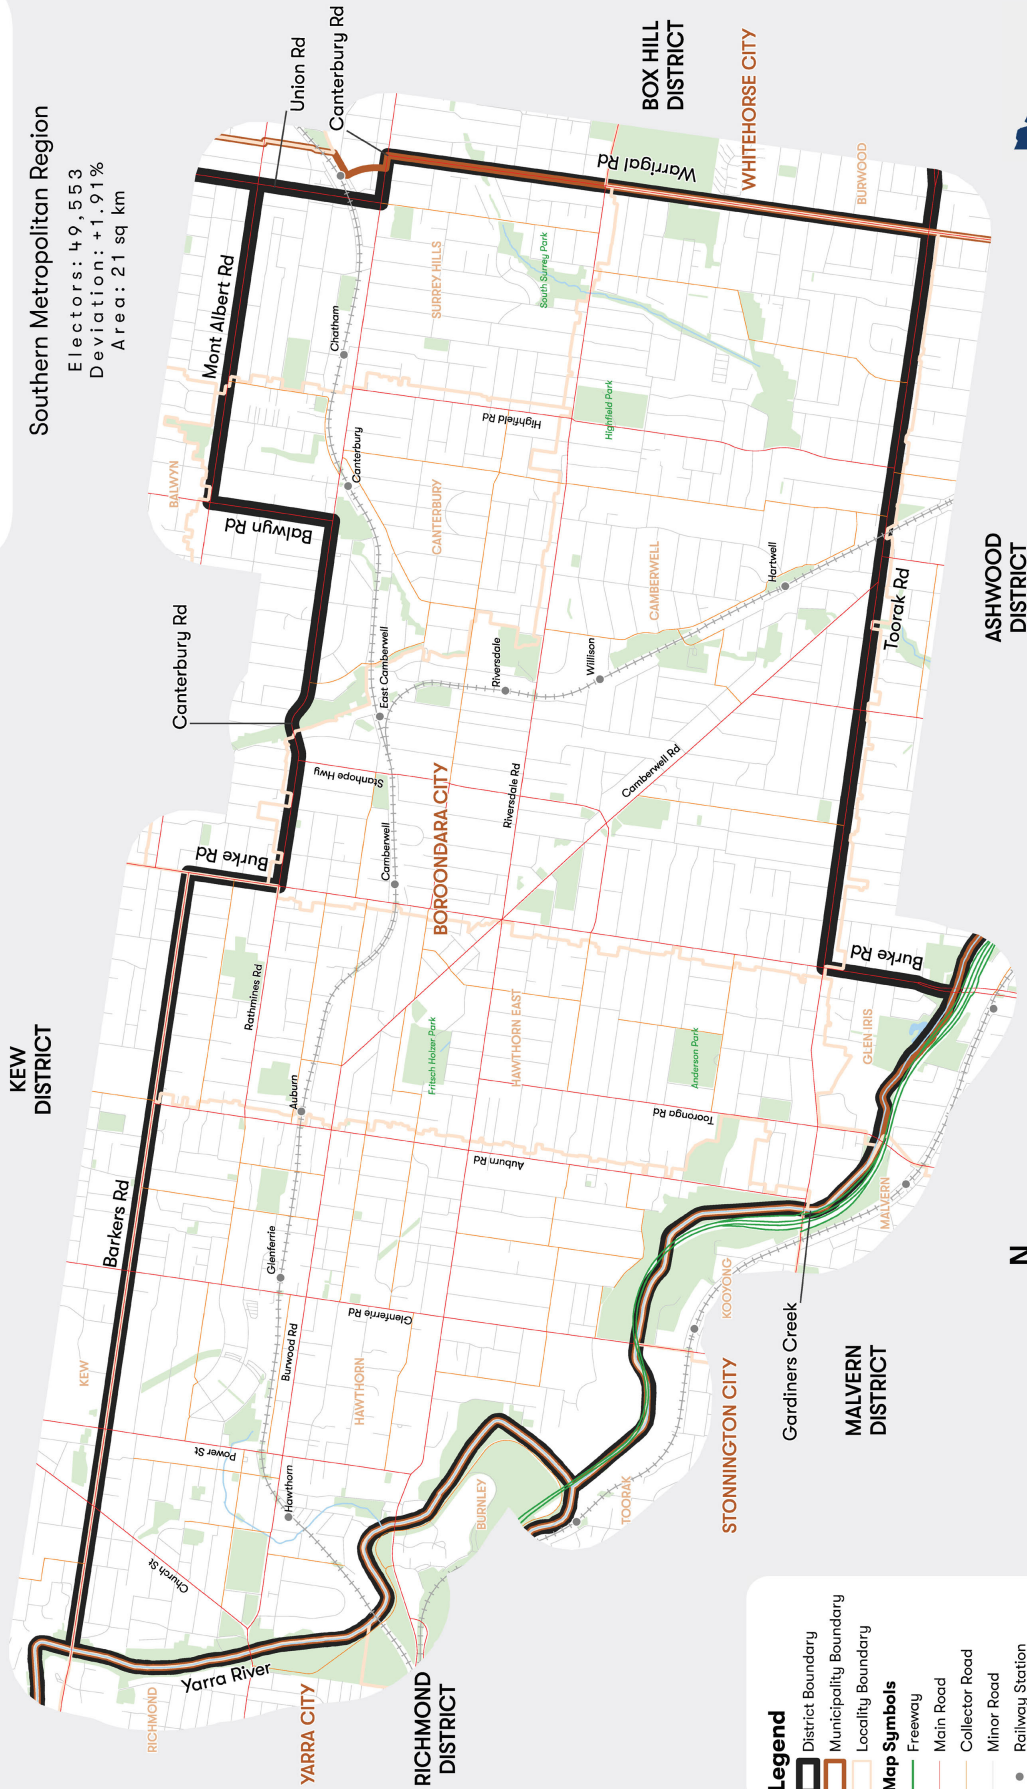 Southern Metropolitan Region
Electors: 49,553
Deviation: +1.91%
Area: 21 sq km
KEW
DISTRICT
Canterbury Rd
Union Rd
Canterbury Rd
BOX HILL
DISTRICT
WHITEHORSE CITY
BURWOOD
Warrigal Rd
Mont Albert Rd
BALWYN
Balwyn Rd
SURREY HILLS
South Surrey Park
Chatham
Highfield Rd
Highfield Park
Canterbury
CANTERBURY
CAMBERWELL
Hartwell
East Camberwell
Riversdale
Willison
Toorak Rd
ASHWOOD
DISTRICT
Burke Rd
Stanhope Hwy
Camberwell
BOROONDARA CITY
Riversdale Rd
Camberwell Rd
Rathmines Rd
Auburn
Fritsch Holzer Park
HAWTHORN EAST
Anderson Park
Tooronga Rd
Auburn Rd
GLEN IRIS
Burke Rd
Barkers Rd
KEW
Glenferrie
Glenferrie Rd
Burwood Rd
HAWTHORN
Power St
Hawthorn
Church St
KOOYONG
MALVERN
Gardiners Creek
MALVERN
DISTRICT
STONNINGTON CITY
TOORAK
BURNLEY
Yarra River
RICHMOND
YARRA CITY
RICHMOND
DISTRICT
N
Legend
District Boundary
Municipality Boundary
Locality Boundary
Map Symbols
Freeway
Main Road
Collector Road
Minor Road
Railway Station